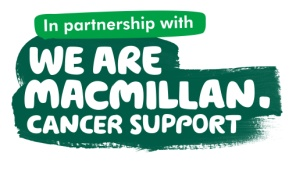 In partnership with
WE ARE
MACMILLAN.
CANCER SUPPORT